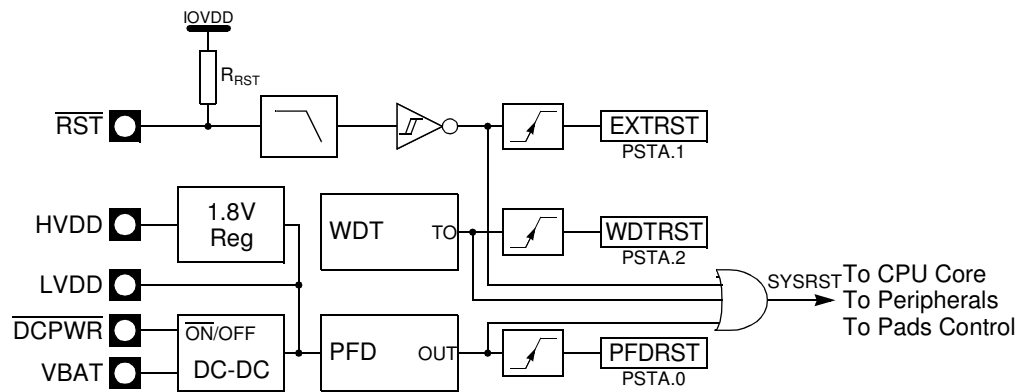 IOVDD
RRST
RST
EXTRST
PSTA.1
HVDD
1.8V
Reg
WDT
TO
WDTRST
PSTA.2
LVDD
SYSRST
To CPU Core
To Peripherals
To Pads Control
DCPWR
ON/OFF
DC-DC
VBAT
PFD
OUT
PFDRST
PSTA.0